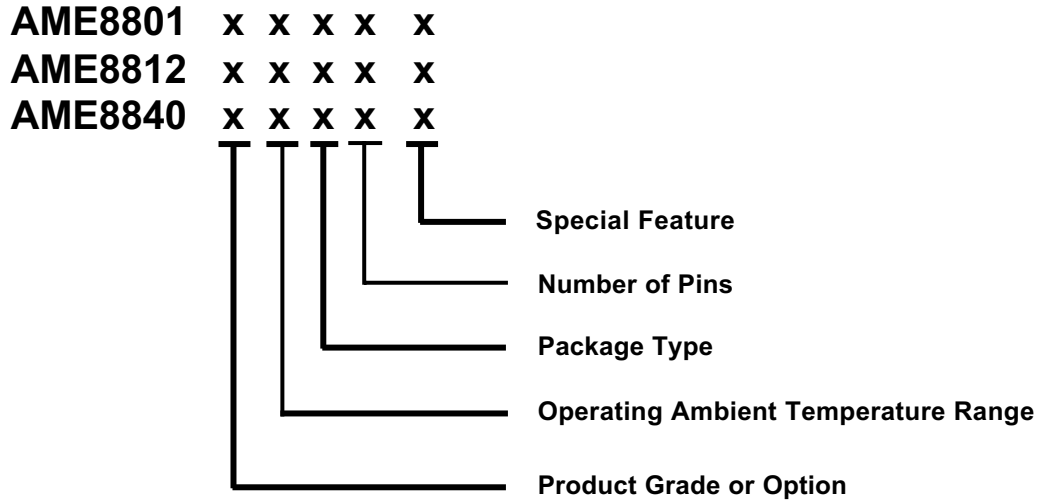 AME8801 x x x x x
AME8812 x x x x x
AME8840 x x x x x
Special Feature
Number of Pins
Package Type
Operating Ambient Temperature Range
Product Grade or Option